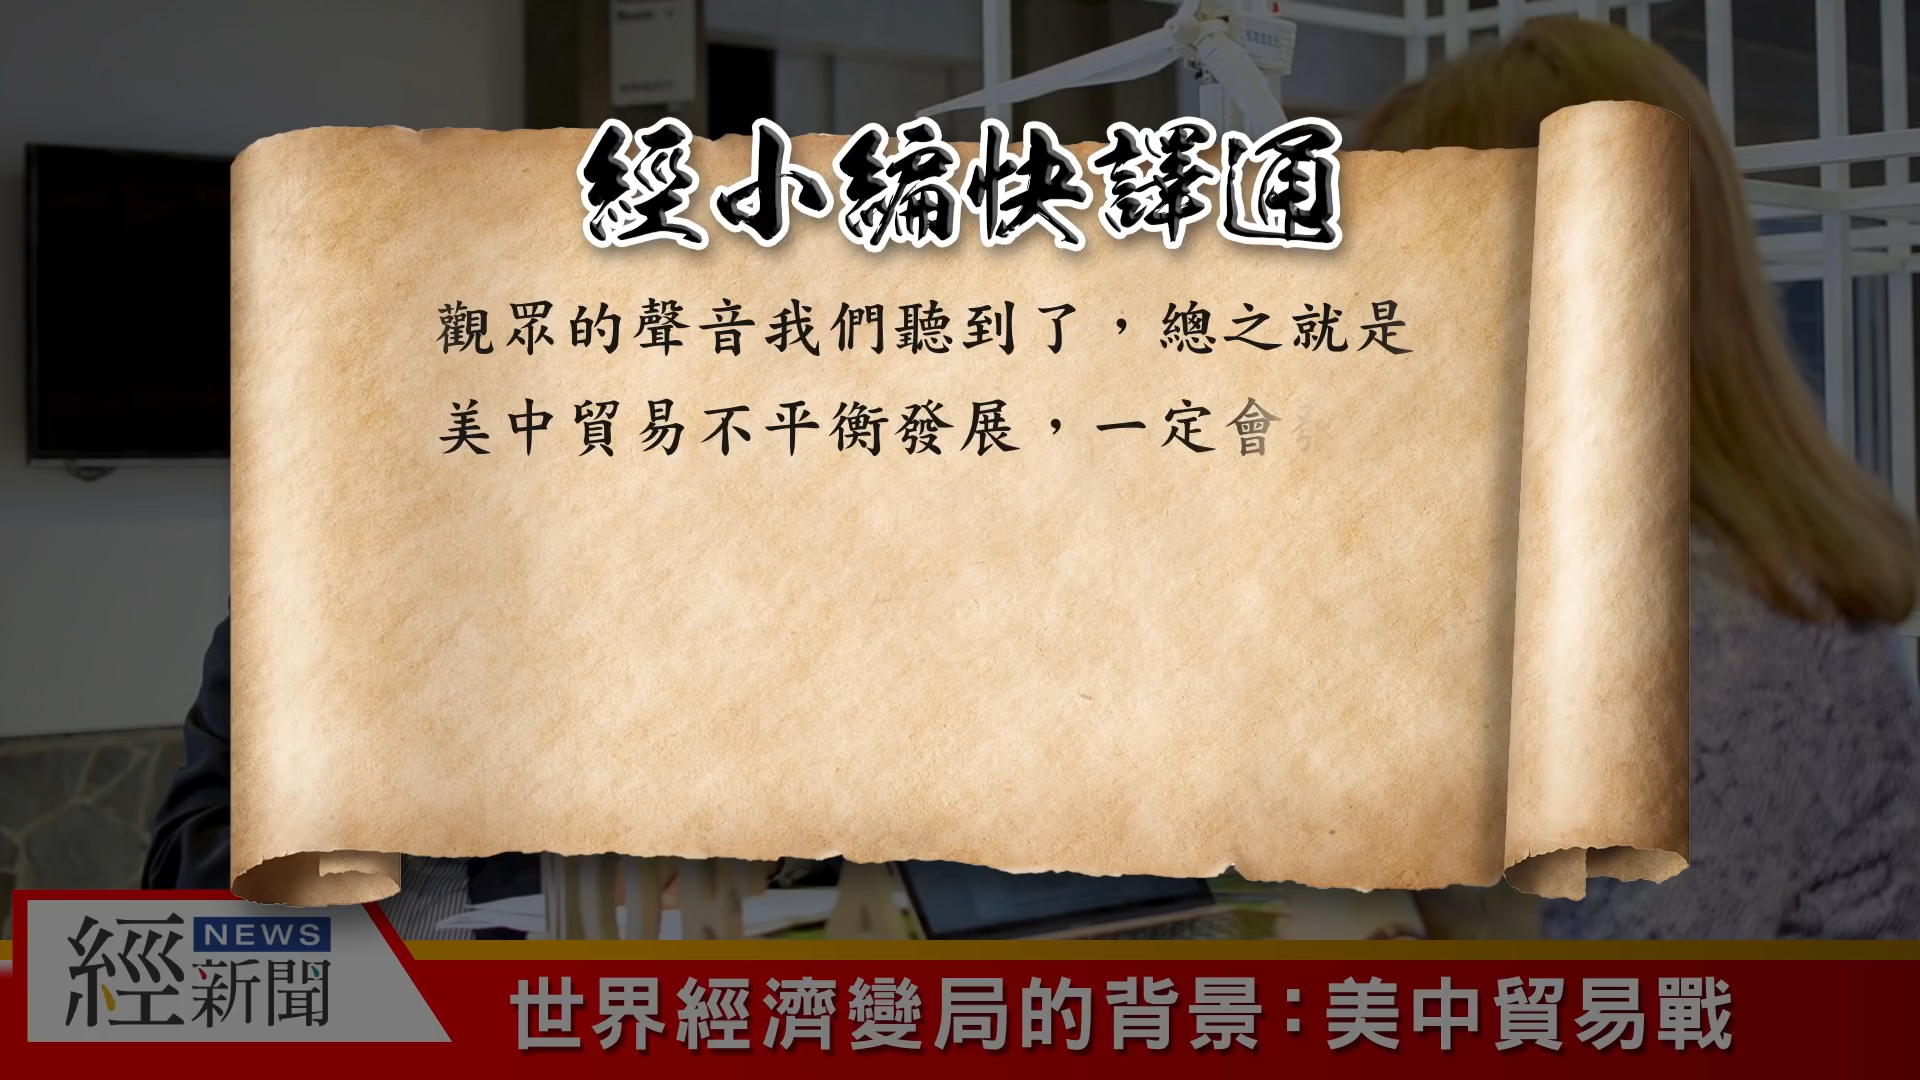 經小編快譯通
觀眾的聲音我們聽到了，總之就是
美中貿易不平衡發展，一定會
經新聞
NEWS
世界經濟變局的背景：美中貿易戰